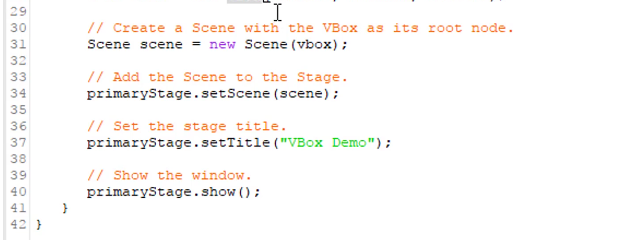 29
30 // Create a Scene with the VBox as its root node.
31 Scene scene = new Scene(vbox);
32
33 // Add the Scene to the Stage.
34 primaryStage.setScene(scene);
35
36 // Set the stage title.
37 primaryStage.setTitle("VBox Demo");
38
39 // Show the window.
40 primaryStage.show();
41 }
42 }